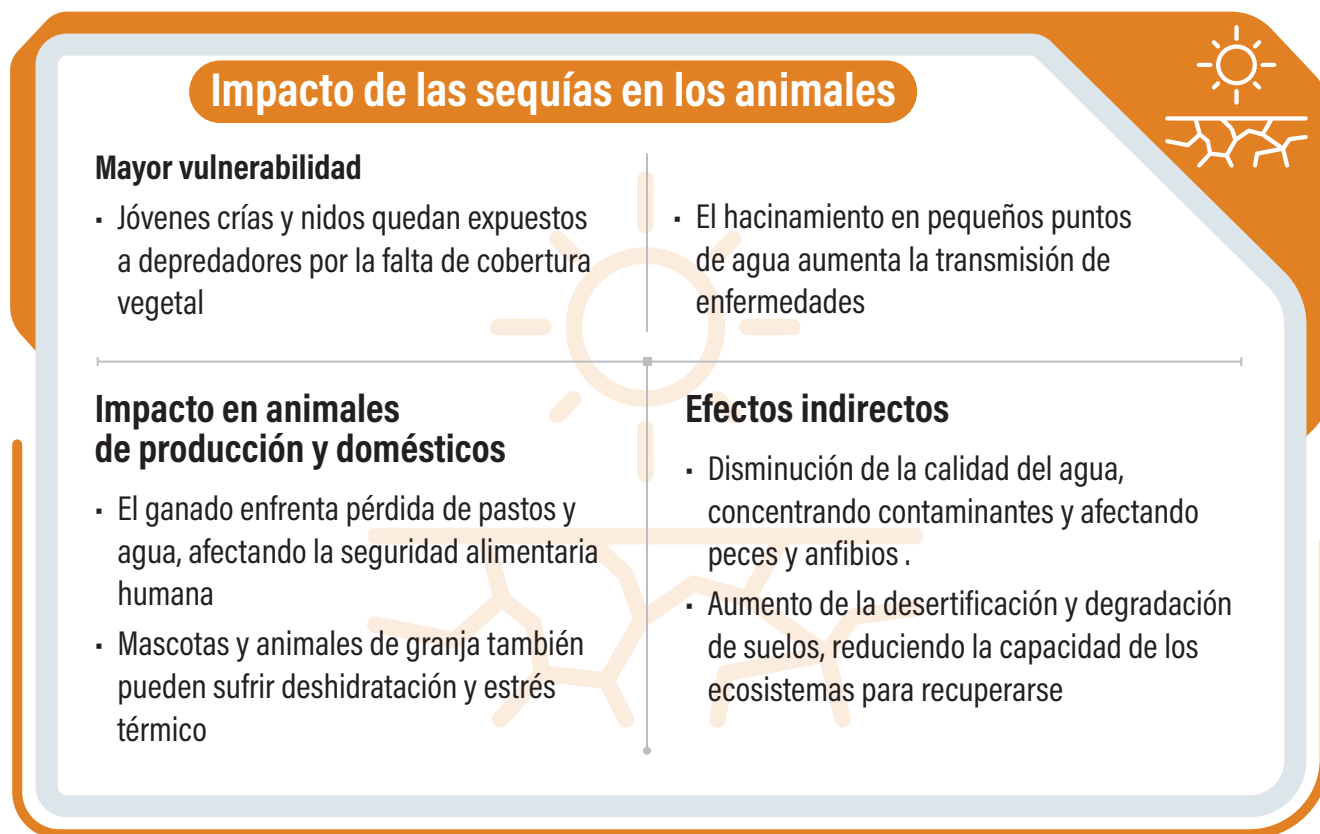 Impacto de las sequías en los animales
Mayor vulnerabilidad
· Jóvenes crías y nidos quedan expuestos
a depredadores por la falta de cobertura
vegetal
· El hacinamiento en pequeños puntos
de agua aumenta la transmisión de
enfermedades
Impacto en animales
de producción y domésticos
· El ganado enfrenta pérdida de pastos y
agua, afectando la seguridad alimentaria
humana
· Mascotas y animales de granja también
pueden sufrir deshidratación y estrés
térmico
Efectos indirectos
· Disminución de la calidad del agua,
concentrando contaminantes y afectando
peces y anfibios .
· Aumento de la desertificación y degradación
de suelos, reduciendo la capacidad de los
ecosistemas para recuperarse